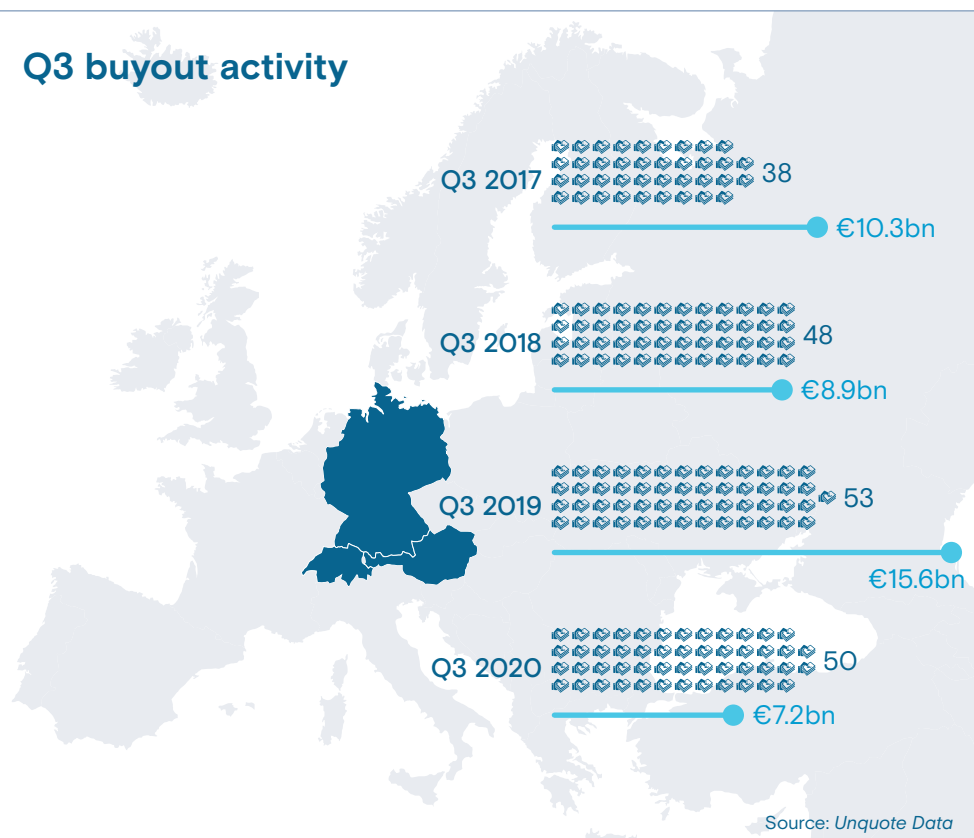 Q3 buyout activity
Q3 2017
38
€10.3bn
Q3 2018
48
€8.9bn
Q3 2019
53
€15.6bn
Q3 2020
50
€7.2bn
Source: Unquote Data